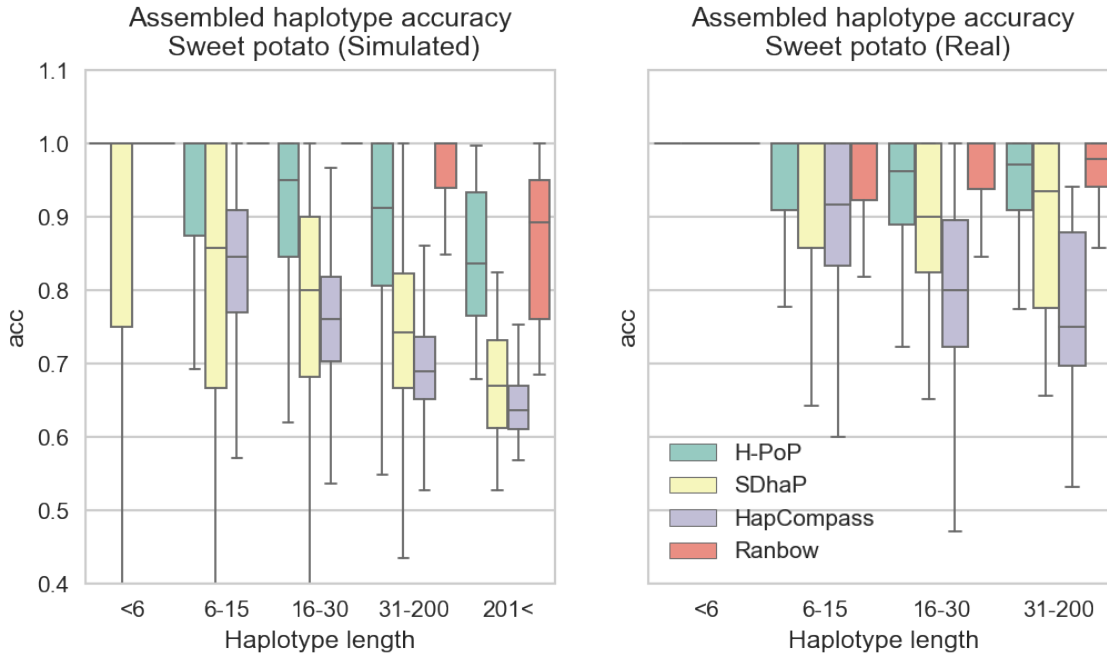 Assembled haplotype accuracy
Sweet potato (Simulated)
1.1
1.0
0.9
0.8
0.7
0.6
0.5
0.4
acc
<6
6-15
16-30
31-200
201<
Haplotype length
Assembled haplotype accuracy
Sweet potato (Real)
acc
H-PoP
SDhaP
HapCompass
Ranbow
<6
6-15
16-30
31-200
Haplotype length